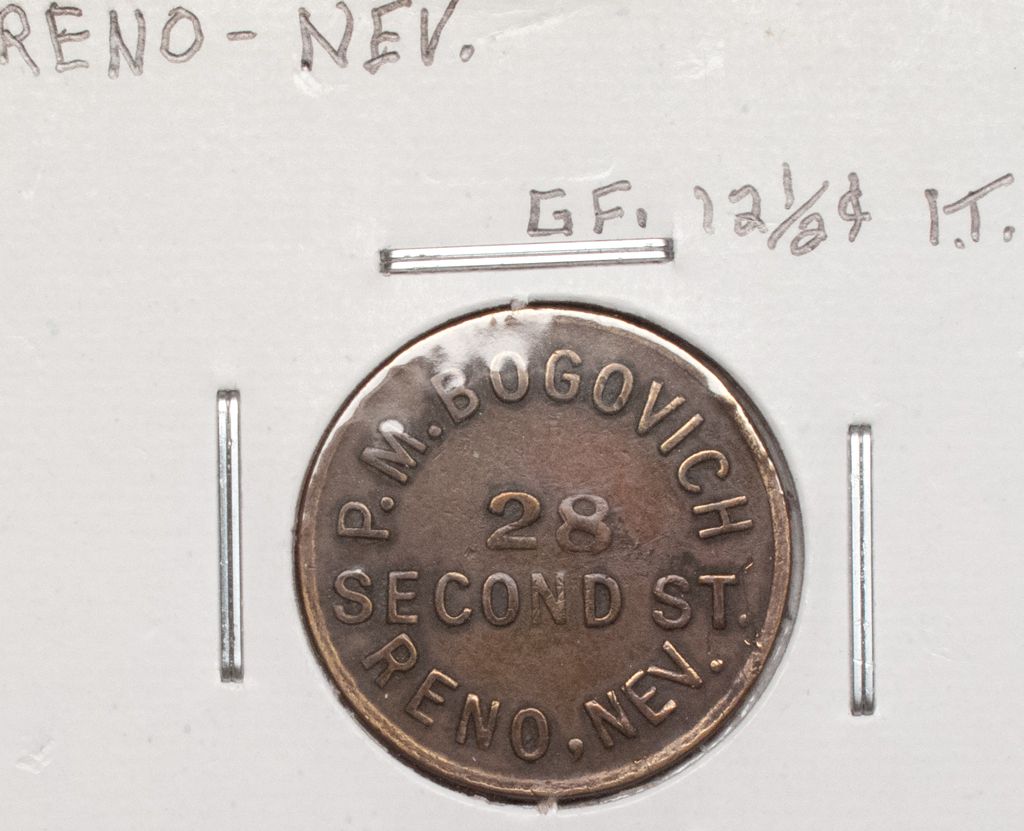 RENO - NEV.
GF. 12½¢ I.T.
P. M. BOGOVICH
28
SECOND ST.
RENO, NEV.